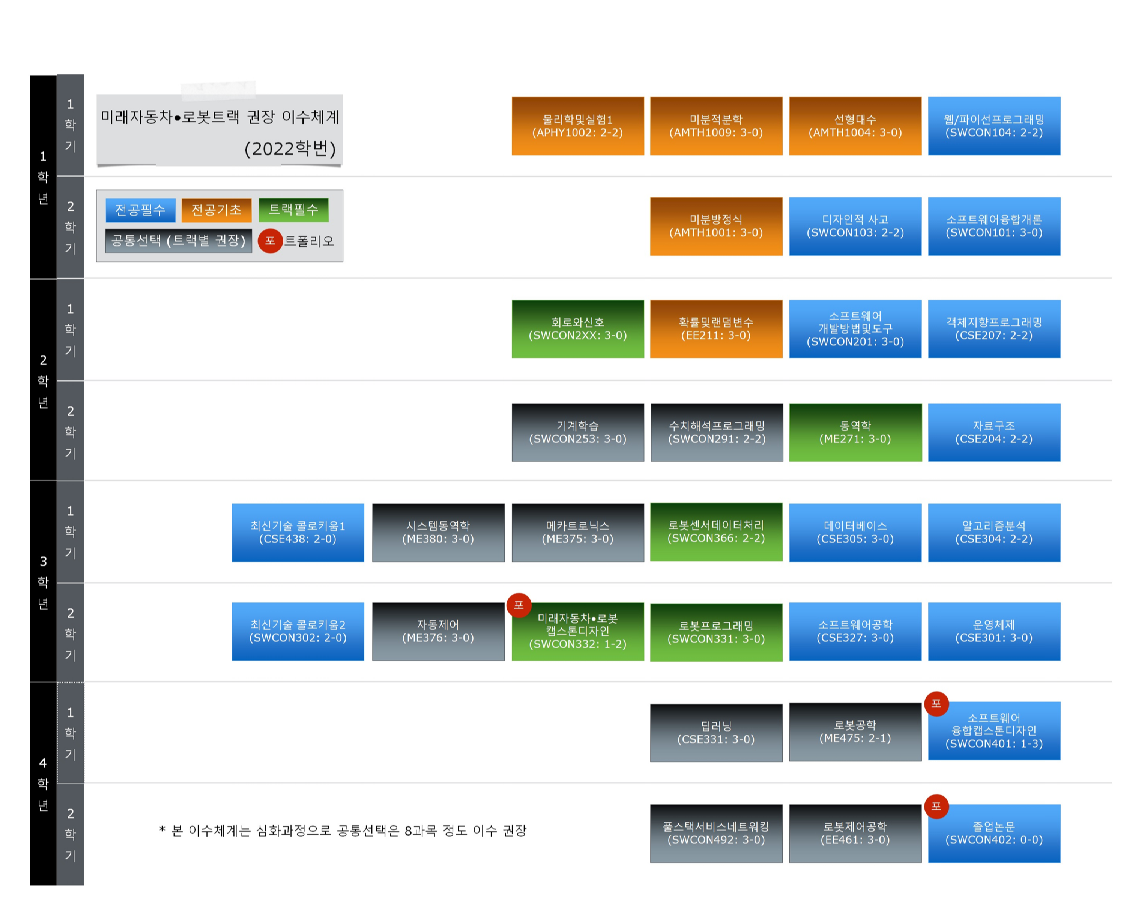 미래자동차•로봇트랙 권장 이수체계
(2022학번)
전공필수 전공기초 트랙필수
공통선택 (트랙별 권장) 포 트폴리오
1학년
1학기
물리학및실험1
(APHY1002: 2-2)
미분적분학
(AMTH1009: 3-0)
선형대수
(AMTH1004: 3-0)
웹/파이선프로그래밍
(SWCON104: 2-2)
2학기
미분방정식
(AMTH1001: 3-0)
디자인적 사고
(SWCON103: 2-2)
소프트웨어융합개론
(SWCON101: 3-0)
2학년
1학기
회로와신호
(SWCON2XX: 3-0)
확률및랜덤변수
(EE211: 3-0)
소프트웨어
개발방법및도구
(SWCON201: 3-0)
객체지향프로그래밍
(CSE207: 2-2)
2학기
기계학습
(SWCON253: 3-0)
수치해석프로그래밍
(SWCON291: 2-2)
동역학
(ME271: 3-0)
자료구조
(CSE204: 2-2)
3학년
1학기
최신기술 콜로키움1
(CSE438: 2-0)
시스템동역학
(ME380: 3-0)
메카트로닉스
(ME375: 3-0)
로봇센서데이터처리
(SWCON366: 2-2)
데이터베이스
(CSE305: 3-0)
알고리즘분석
(CSE304: 2-2)
2학기
최신기술 콜로키움2
(SWCON302: 2-0)
자동제어
(ME376: 3-0)
포
미래자동차•로봇
캡스톤디자인
(SWCON332: 1-2)
로봇프로그래밍
(SWCON331: 3-0)
소프트웨어공학
(CSE327: 3-0)
운영체제
(CSE301: 3-0)
4학년
1학기
딥러닝
(CSE331: 3-0)
로봇공학
(ME475: 2-1)
포
소프트웨어
융합캡스톤디자인
(SWCON401: 1-3)
2학기
* 본 이수체계는 심화과정으로 공통선택은 8과목 정도 이수 권장
풀스택서비스네트워킹
(SWCON492: 3-0)
로봇제어공학
(EE461: 3-0)
포
졸업논문
(SWCON402: 0-0)